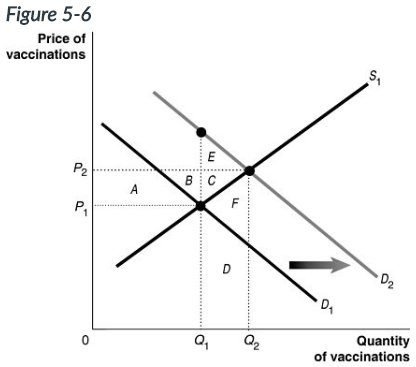 Figure 5-6
Price of
vaccinations
S1
E
P2
B C
A
P1
F
D
D2
D1
0
Q1 Q2
Quantity
of vaccinations